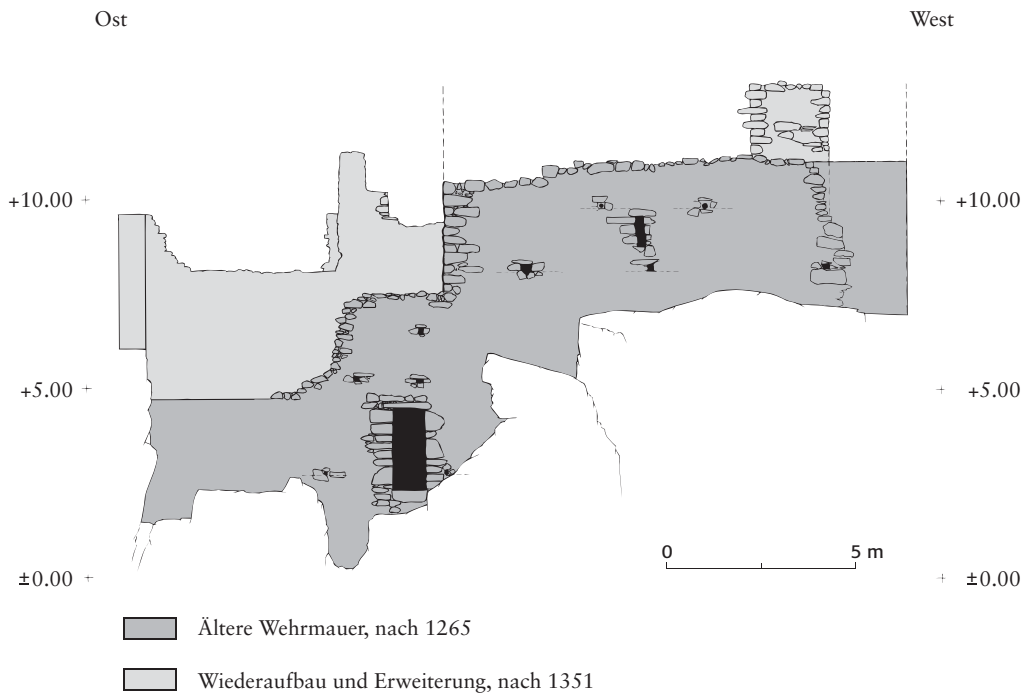 Ost West
+10.00 +10.00
+5.00 +5.00
0 5 m
±0.00 ±0.00
Ältere Wehrmauer, nach 1265
Wiederaufbau und Erweiterung, nach 1351